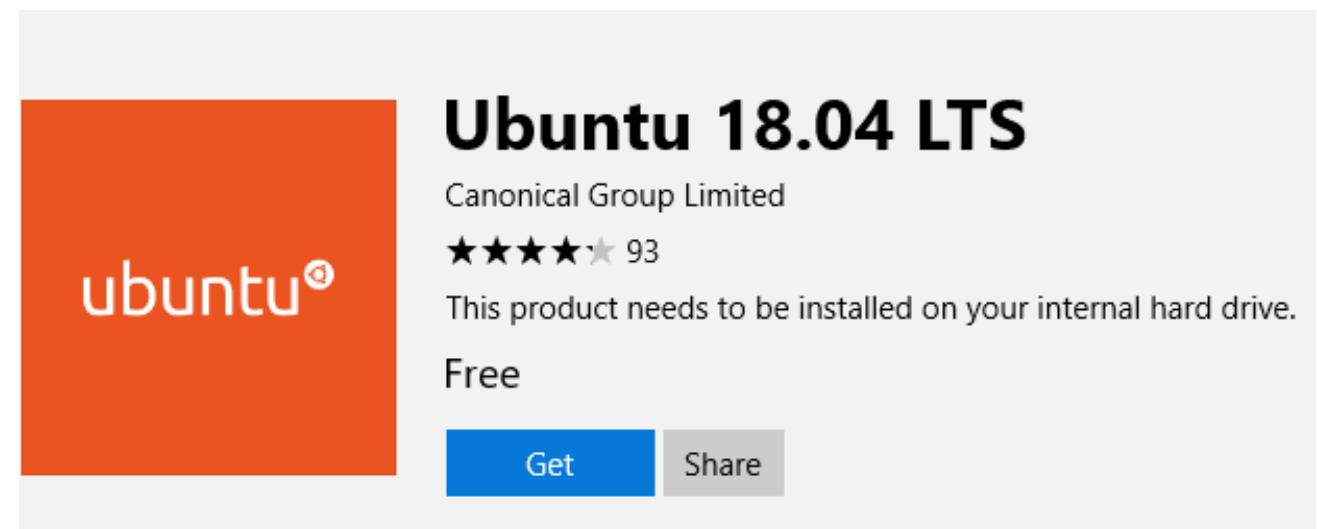 ubuntu
Ubuntu 18.04 LTS
Canonical Group Limited
93
This product needs to be installed on your internal hard drive.
Free
Get
Share